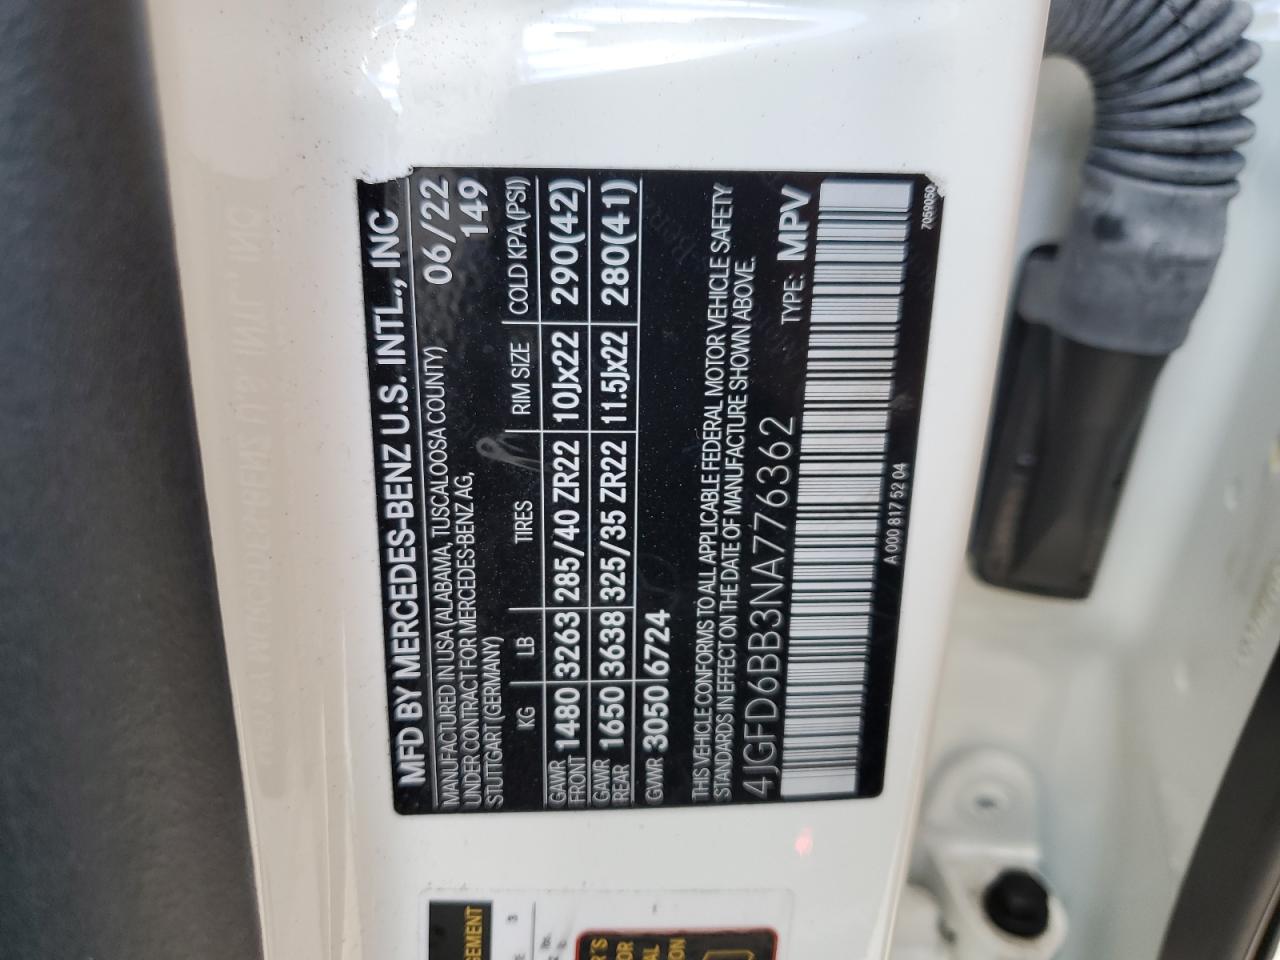 MFD BY MERCEDES-BENZ U.S. INTL., INC
MANUFACTURED IN USA (ALABAMA, TUSCALOOSA COUNTY) 06/22
UNDER CONTRACT FOR MERCEDES-BENZ AG, 149
STUTTGART (GERMANY)
KG LB TIRES RIM SIZE COLD KPA(PSI)
GAWR FRONT 1480 3263 285/40 ZR22 10Jx22 290(42)
GAWR REAR 1650 3638 325/35 ZR22 11.5Jx22 280(41)
GVWR 3050 6724
THIS VEHICLE CONFORMS TO ALL APPLICABLE FEDERAL MOTOR VEHICLE SAFETY
STANDARDS IN EFFECT ON THE DATE OF MANUFACTURE SHOWN ABOVE.
4JGFD6BB3NA776362 TYPE: MPV
A 000 817 52 04 7059050
GEMENT
3